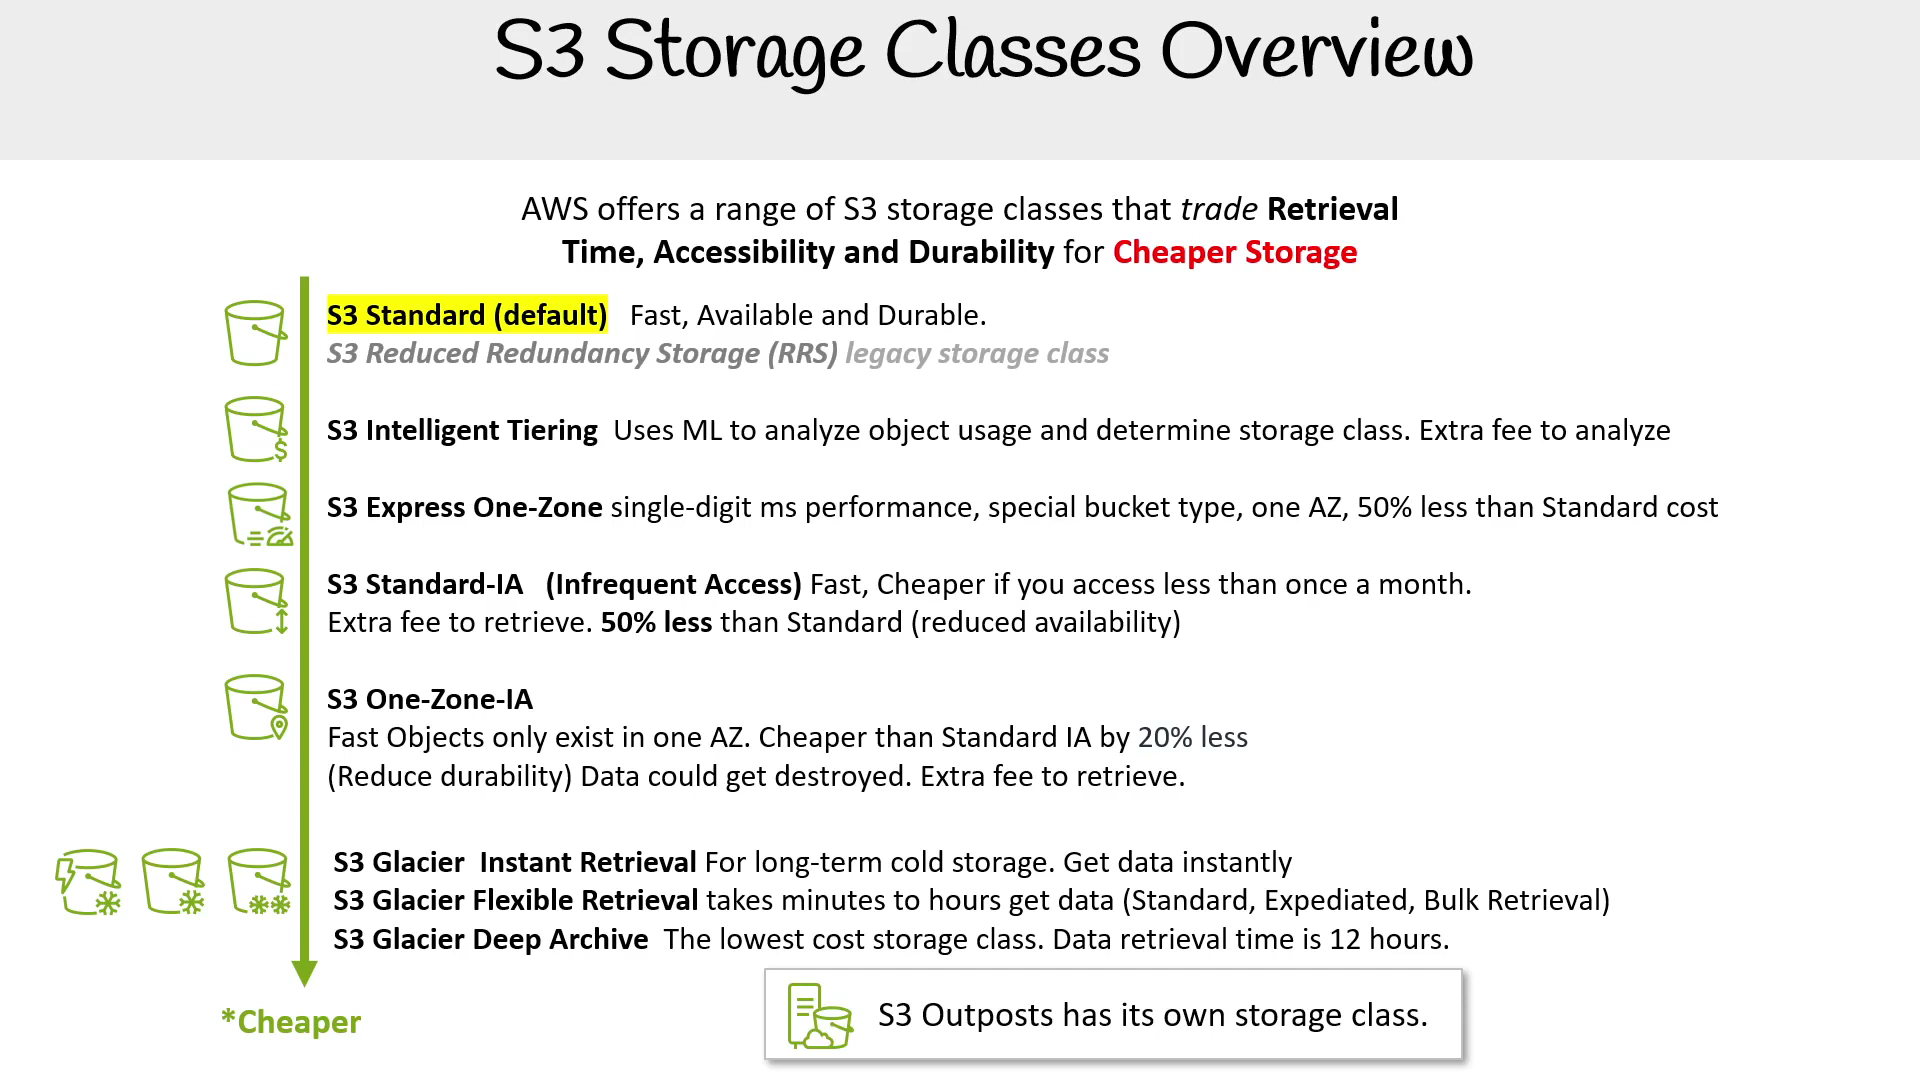 S3 Storage Classes Overview
AWS offers a range of S3 storage classes that trade Retrieval
Time, Accessibility and Durability for Cheaper Storage
S3 Standard (default) Fast, Available and Durable.
S3 Reduced Redundancy Storage (RRS) legacy storage class
S3 Intelligent Tiering Uses ML to analyze object usage and determine storage class. Extra fee to analyze
S3 Express One-Zone single-digit ms performance, special bucket type, one AZ, 50% less than Standard cost
S3 Standard-IA (Infrequent Access) Fast, Cheaper if you access less than once a month.
Extra fee to retrieve. 50% less than Standard (reduced availability)
S3 One-Zone-IA
Fast Objects only exist in one AZ. Cheaper than Standard IA by 20% less
(Reduce durability) Data could get destroyed. Extra fee to retrieve.
S3 Glacier Instant Retrieval For long-term cold storage. Get data instantly
S3 Glacier Flexible Retrieval takes minutes to hours get data (Standard, Expediated, Bulk Retrieval)
S3 Glacier Deep Archive The lowest cost storage class. Data retrieval time is 12 hours.
*Cheaper
S3 Outposts has its own storage class.